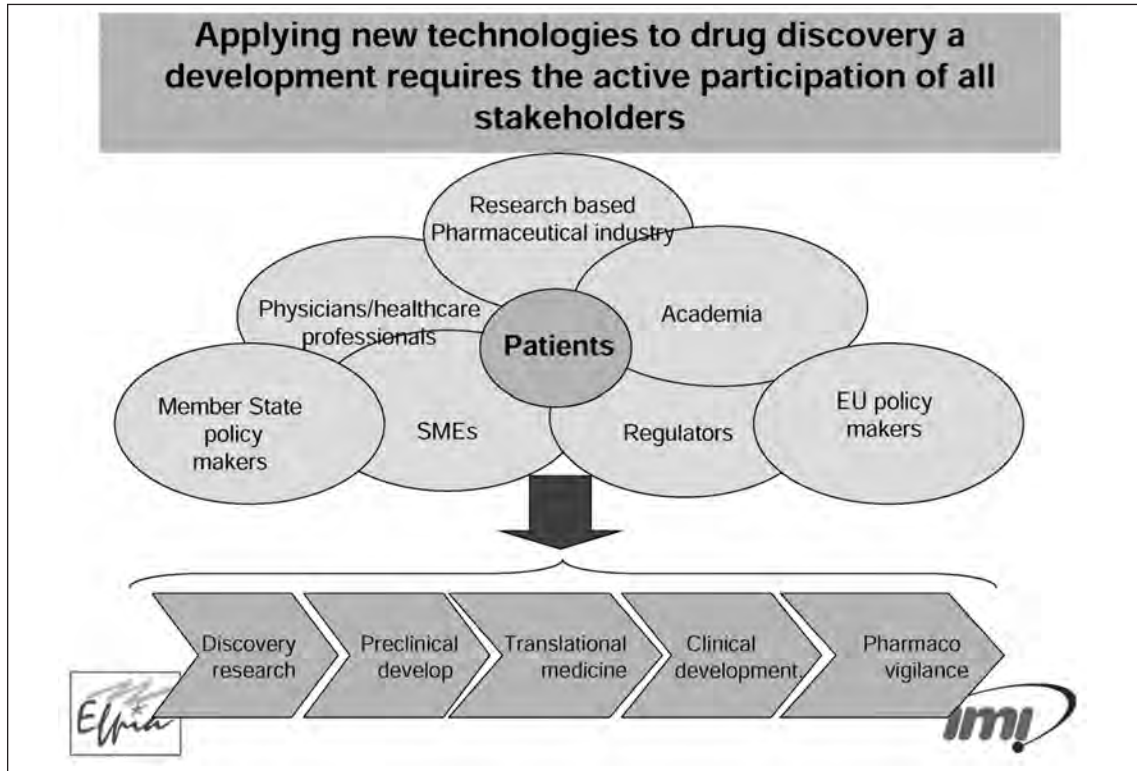 Applying new technologies to drug discovery a
development requires the active participation of all
stakeholders
Research based
Pharmaceutical industry
Physicians/healthcare
professionals
Academia
Patients
Member State
policy
makers
SMEs
Regulators
EU policy
makers
Discovery
research
Preclinical
develop
Translational
medicine
Clinical
development.
Pharmaco
vigilance
Efpia
imi